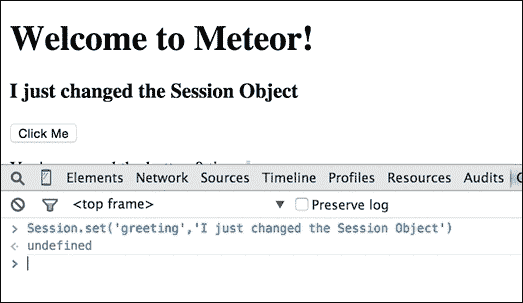 Welcome to Meteor!
I just changed the Session Object
Click Me
Elements Network Sources Timeline Profiles Resources Audits
<top frame> ▼ Preserve log
> Session.set('greeting','I just changed the Session Object')
< undefined
>